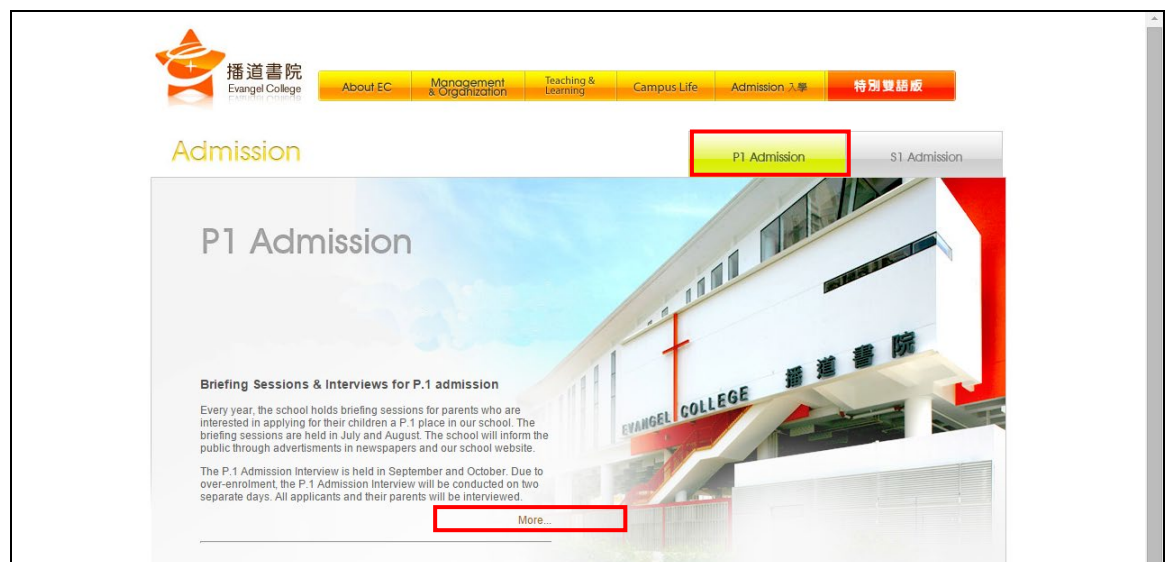 播道書院
Evangel College
About EC
Management
& Orgdhization
Teaching &
Learning
Campus Life
Admission 入學
特別雙語版
Admission
P1 Admission
S1 Admission
P1 Admission
EVANGEL COLLEGE 播道書院
Briefing Sessions & Interviews for P.1 admission
Every year, the school holds briefing sessions for parents who are
interested in applying for their children a P.1 place in our school. The
briefing sessions are held in July and August. The school will inform the
public through advertisments in newspapers and our school website.
The P.1 Admission Interview is held in September and October. Due to
over-enrolment, the P.1 Admission Interview will be conducted on two
separate days. All applicants and their parents will be interviewed.
More...